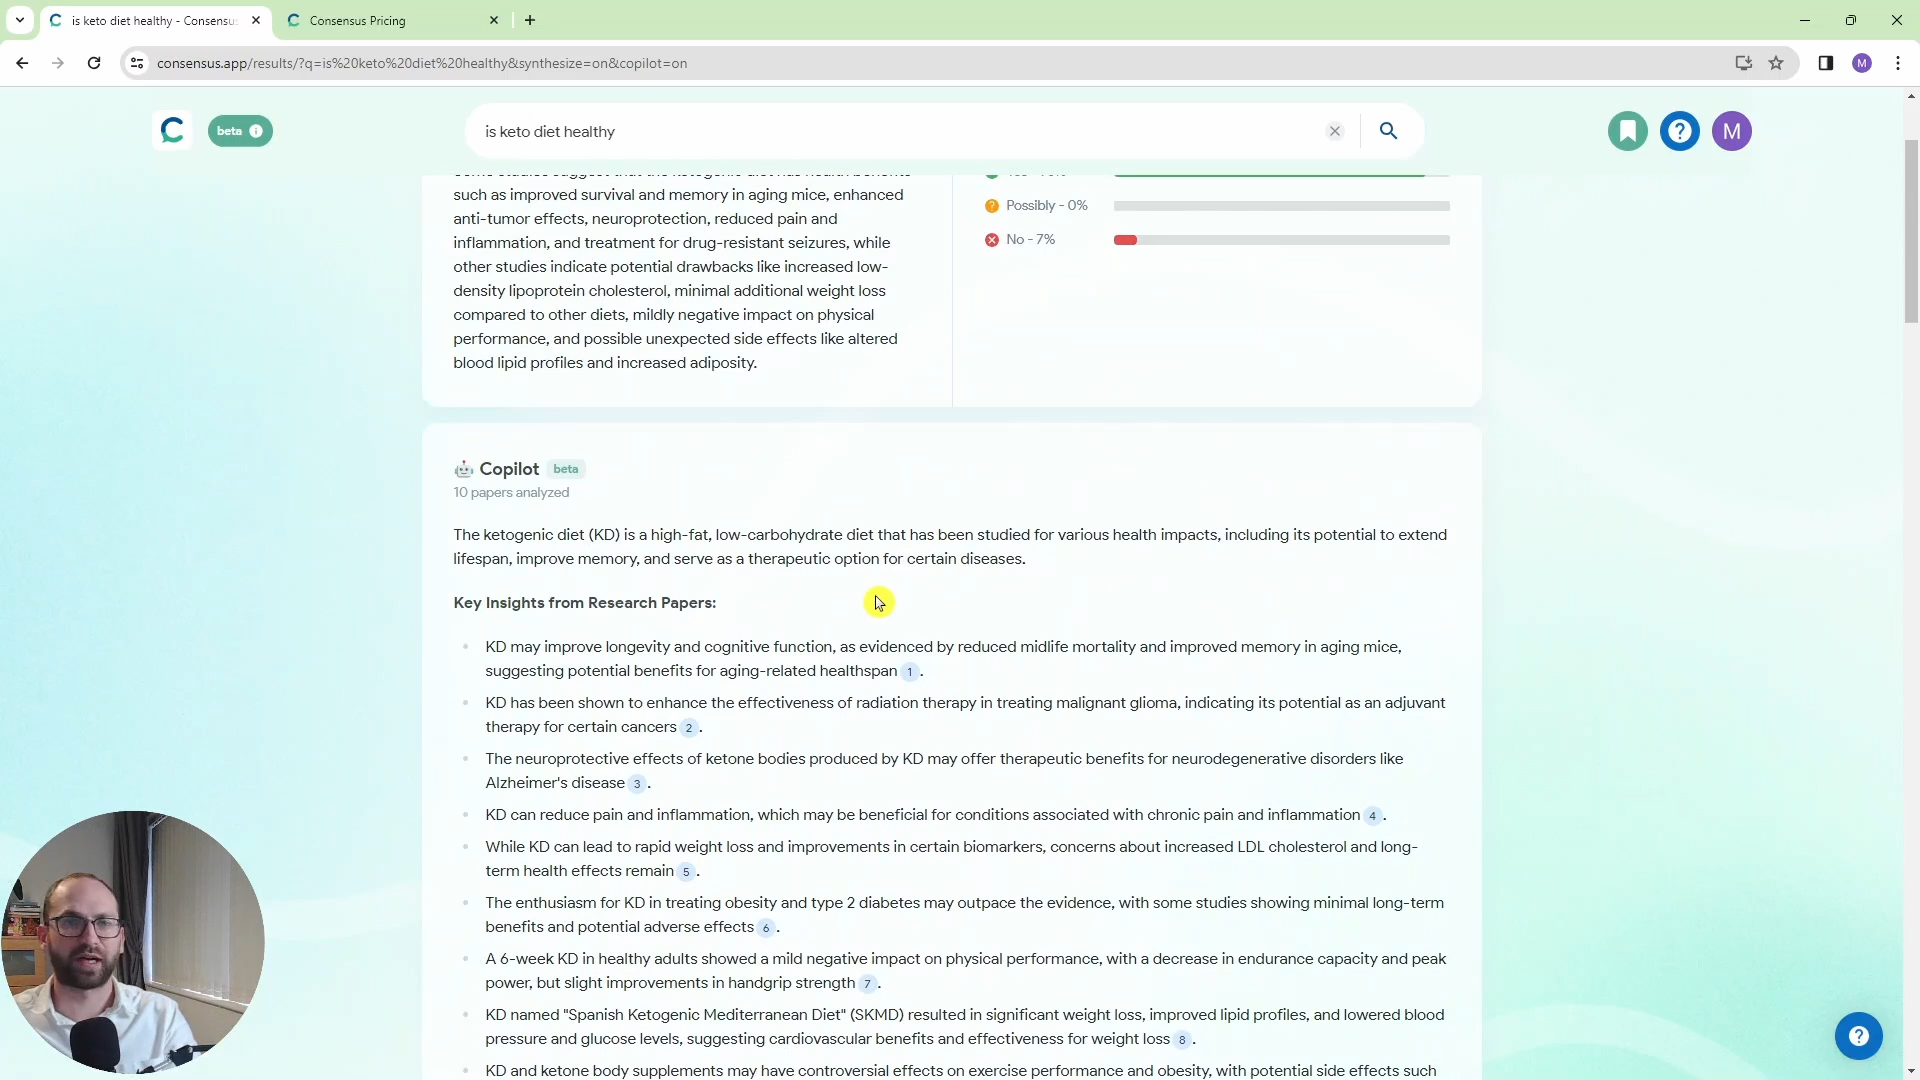 is keto diet healthy - Consensus
Consensus Pricing
consensus.app/results/?q=is%20keto%20diet%20healthy&synthesize=on&copilot=on
M
beta
is keto diet healthy
M
such as improved survival and memory in aging mice, enhanced
anti-tumor effects, neuroprotection, reduced pain and
inflammation, and treatment for drug-resistant seizures, while
other studies indicate potential drawbacks like increased low-
density lipoprotein cholesterol, minimal additional weight loss
compared to other diets, mildly negative impact on physical
performance, and possible unexpected side effects like altered
blood lipid profiles and increased adiposity.
Possibly - 0%
No - 7%
Copilot beta
10 papers analyzed
The ketogenic diet (KD) is a high-fat, low-carbohydrate diet that has been studied for various health impacts, including its potential to extend
lifespan, improve memory, and serve as a therapeutic option for certain diseases.
Key Insights from Research Papers:
KD may improve longevity and cognitive function, as evidenced by reduced midlife mortality and improved memory in aging mice,
suggesting potential benefits for aging-related healthspan 1.
KD has been shown to enhance the effectiveness of radiation therapy in treating malignant glioma, indicating its potential as an adjuvant
therapy for certain cancers 2.
The neuroprotective effects of ketone bodies produced by KD may offer therapeutic benefits for neurodegenerative disorders like
Alzheimer's disease 3.
KD can reduce pain and inflammation, which may be beneficial for conditions associated with chronic pain and inflammation 4.
While KD can lead to rapid weight loss and improvements in certain biomarkers, concerns about increased LDL cholesterol and long-
term health effects remain 5.
The enthusiasm for KD in treating obesity and type 2 diabetes may outpace the evidence, with some studies showing minimal long-term
benefits and potential adverse effects 6.
A 6-week KD in healthy adults showed a mild negative impact on physical performance, with a decrease in endurance capacity and peak
power, but slight improvements in handgrip strength 7.
KD named "Spanish Ketogenic Mediterranean Diet" (SKMD) resulted in significant weight loss, improved lipid profiles, and lowered blood
pressure and glucose levels, suggesting cardiovascular benefits and effectiveness for weight loss 8.
KD and ketone body supplements may have controversial effects on exercise performance and obesity, with potential side effects such